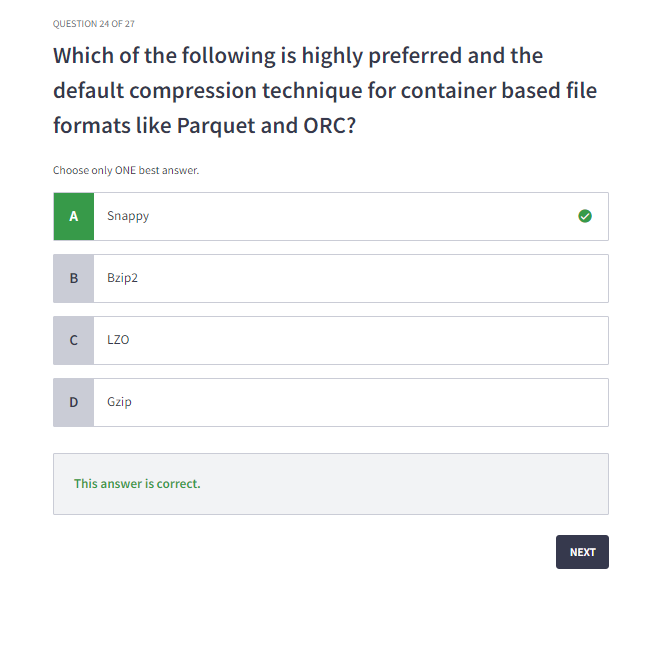 QUESTION 24 OF 27
Which of the following is highly preferred and the
default compression technique for container based file
formats like Parquet and ORC?
Choose only ONE best answer.
A Snappy
B Bzip2
C LZO
D Gzip
This answer is correct.
NEXT